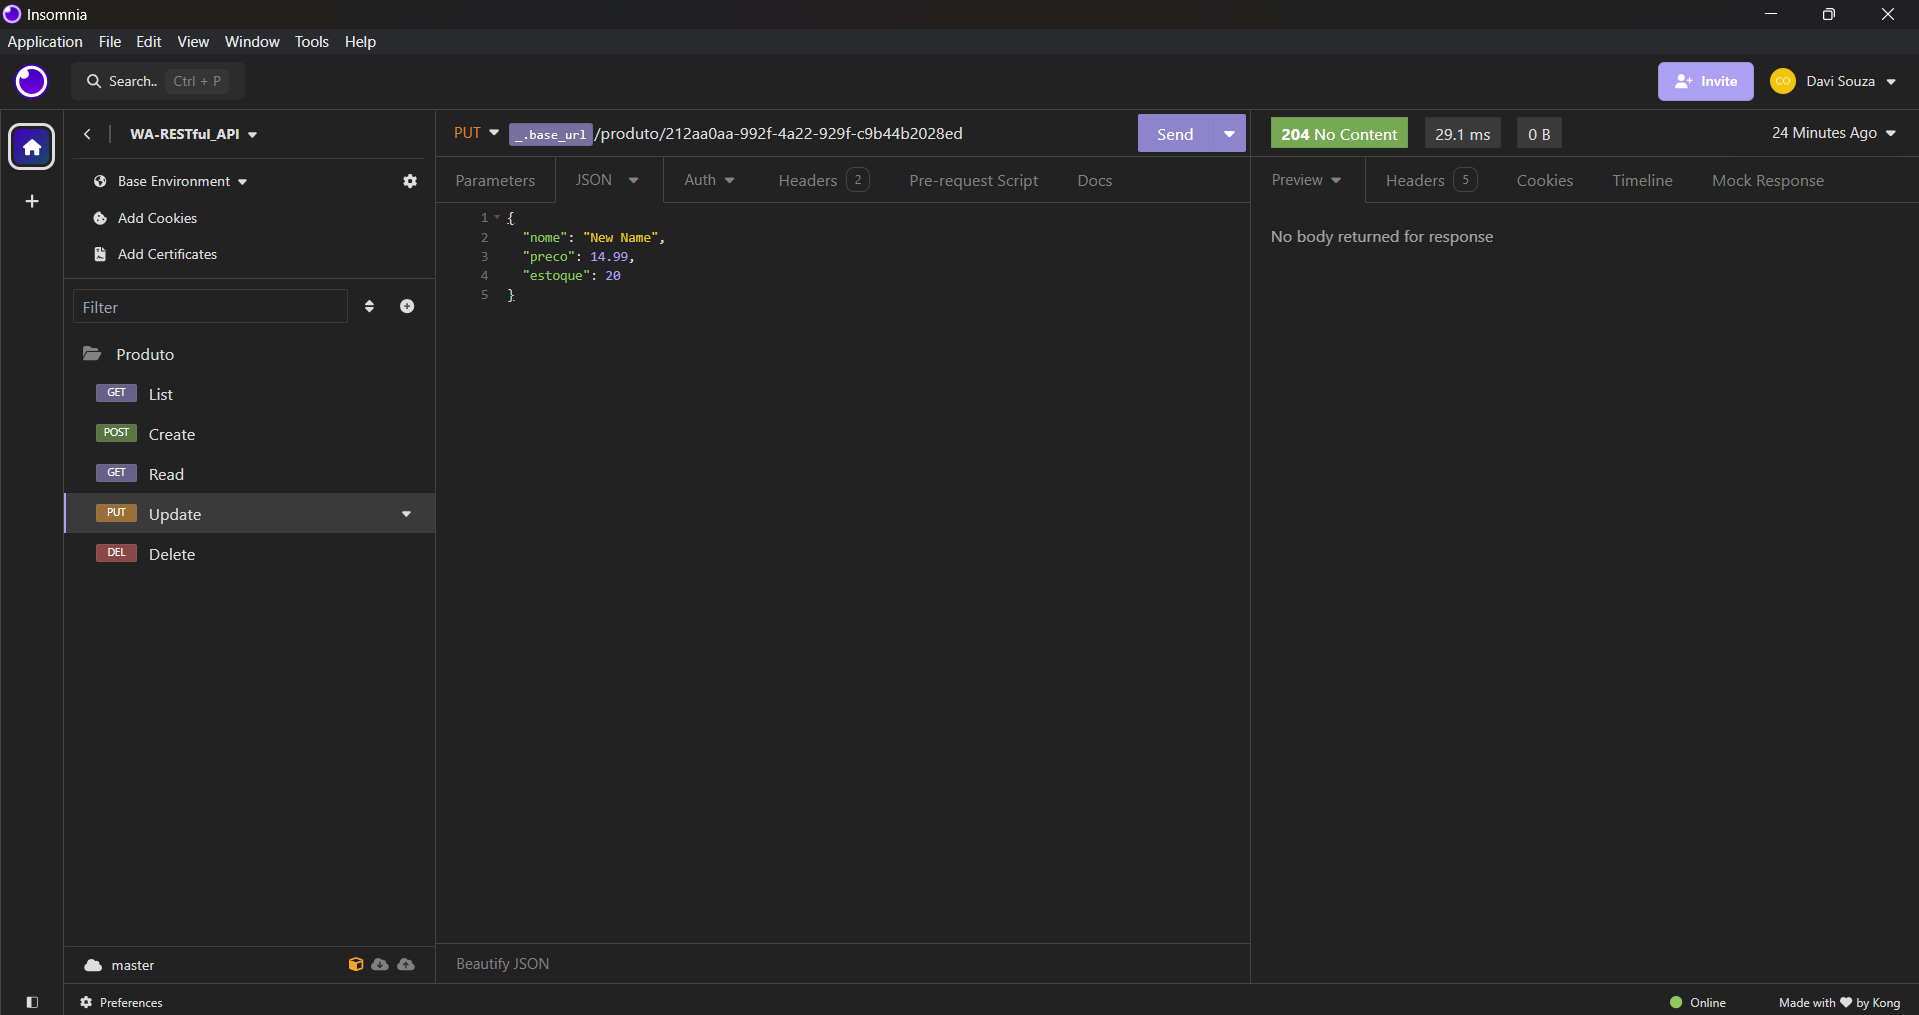 Insomnia
Application File Edit View Window Tools Help
Search.. Ctrl + P
Invite
CO Davi Souza
WA-RESTful_API
Base Environment
Add Cookies
Add Certificates
Filter
Produto
GET List
POST Create
GET Read
PUT Update
DEL Delete
master
PUT _.base_url /produto/212aa0aa-992f-4a22-929f-c9b44b2028ed Send
Parameters JSON Auth Headers 2 Pre-request Script Docs
1 {
2 "nome": "New Name",
3 "preco": 14.99,
4 "estoque": 20
5 }
Beautify JSON
204 No Content 29.1 ms 0 B 24 Minutes Ago
Preview Headers 5 Cookies Timeline Mock Response
No body returned for response
Preferences
Online Made with by Kong